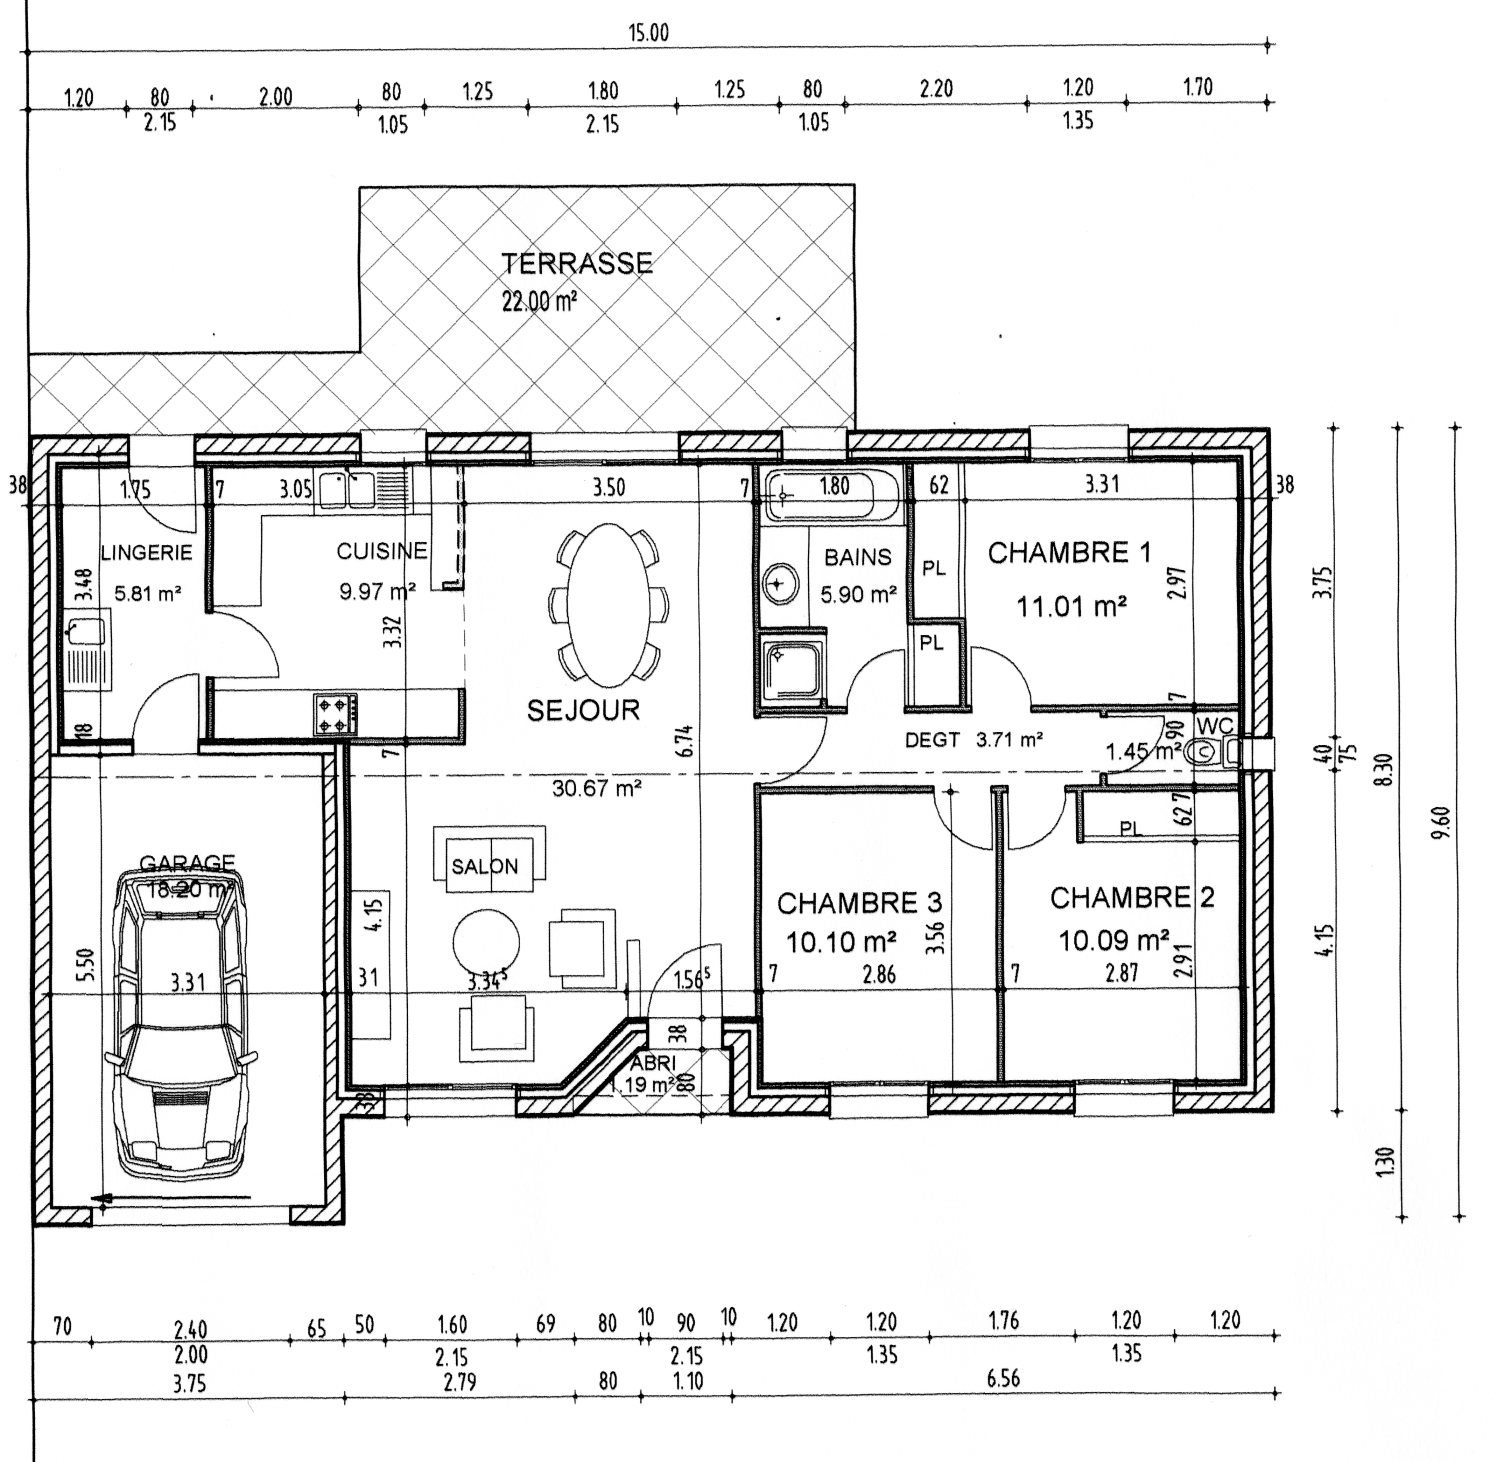 15.00
1.20 80 2.00 80 1.25 1.80 1.25 80 2.20 1.20 1.70
2.15 1.05 2.15 1.05 1.35
TERRASSE
22.00 m²
38 1.75 7 3.05 3.50 7 1.80 62 3.31 38
LINGERIE
5.81 m²
3.48
18
CUISINE
9.97 m²
3.32
7
SEJOUR
30.67 m²
6.74
BAINS
5.90 m²
PL
PL
CHAMBRE 1
11.01 m²
2.97
7
DEGT 3.71 m²
WC
1.45 m²
90
7
62
PL
3.75
40
75
8.30
9.60
4.15
1.30
GARAGE
18.20 m²
5.50
3.31
SALON
4.15
31
3.34⁵
1.56⁵
38
ABRI
1.19 m²
80
38
CHAMBRE 3
10.10 m²
3.56
7 2.86
CHAMBRE 2
10.09 m²
2.91
7 2.87
70 2.40 65 50 1.60 69 80 10 90 10 1.20 1.20 1.76 1.20 1.20
2.00 2.15 2.15 1.35 1.35
3.75 2.79 80 1.10 6.56